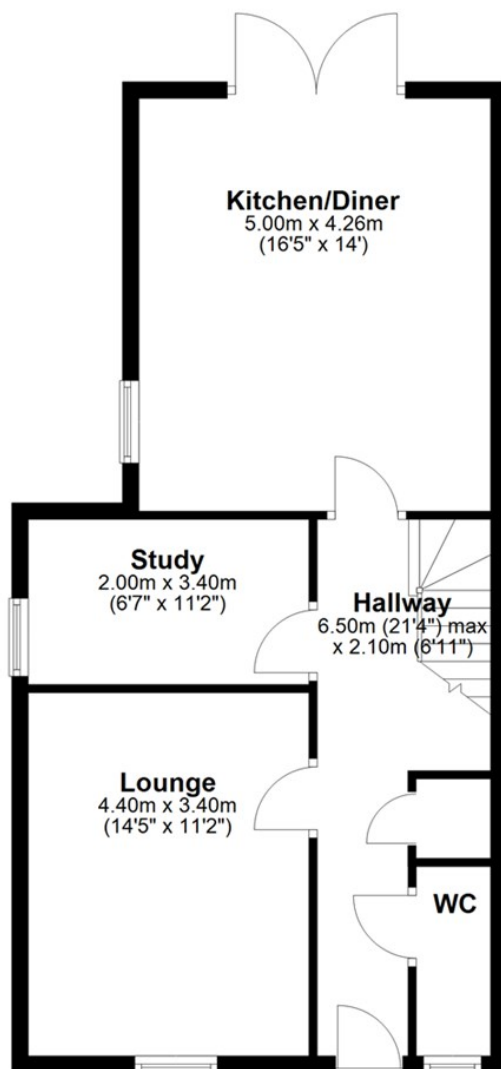 Kitchen/Diner
5.00m x 4.26m
(16'5" x 14')
Study
2.00m x 3.40m
(6'7" x 11'2")
Hallway
6.50m (21'4") max
x 2.10m (6'11")
Lounge
4.40m x 3.40m
(14'5" x 11'2")
WC